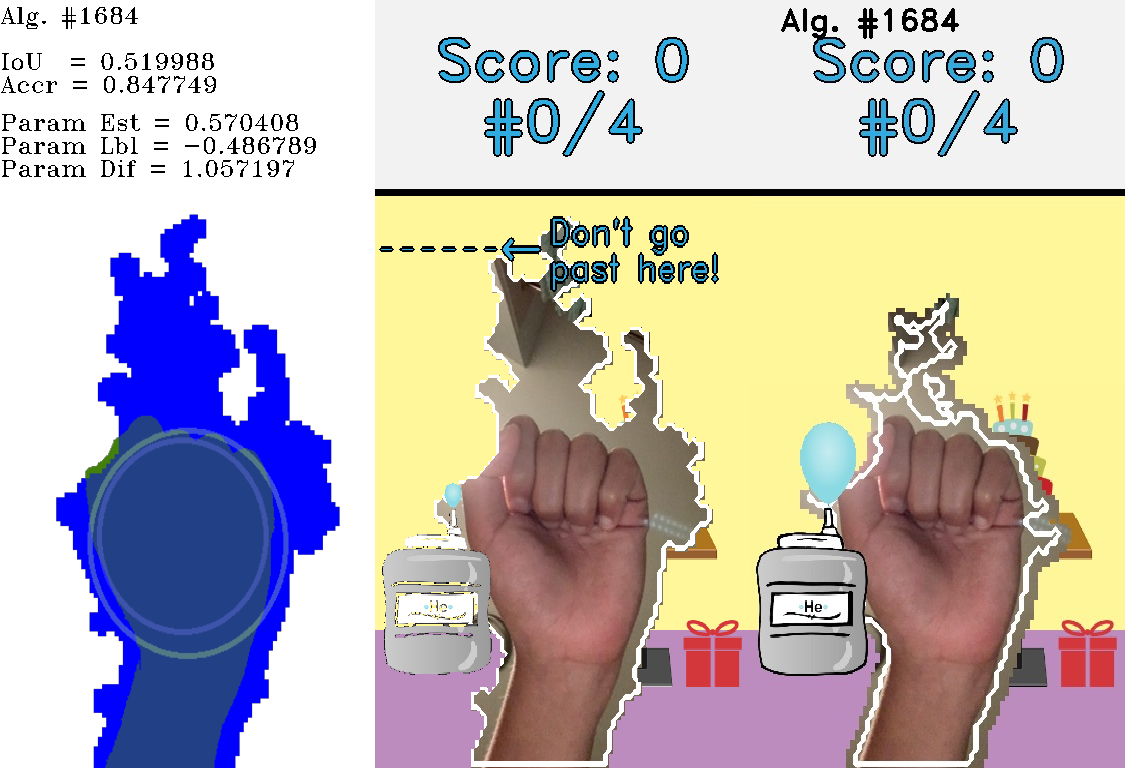 Alg. #1684
IoU = 0.519988
Accr = 0.847749
Param Est = 0.570408
Param Lbl = −0.486789
Param Dif = 1.057197
Score: 0
#0/4
Don't go
past here!
He
Alg. #1684
Score: 0
#0/4
He